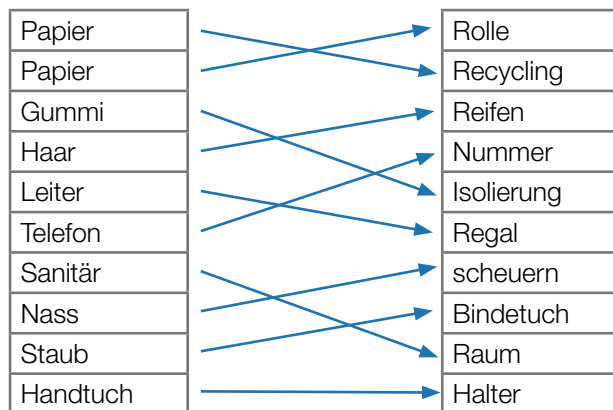 Papier Rolle
Papier Recycling
Gummi Reifen
Haar Nummer
Leiter Isolierung
Telefon Regal
Sanitär scheuern
Nass Bindetuch
Staub Raum
Handtuch Halter